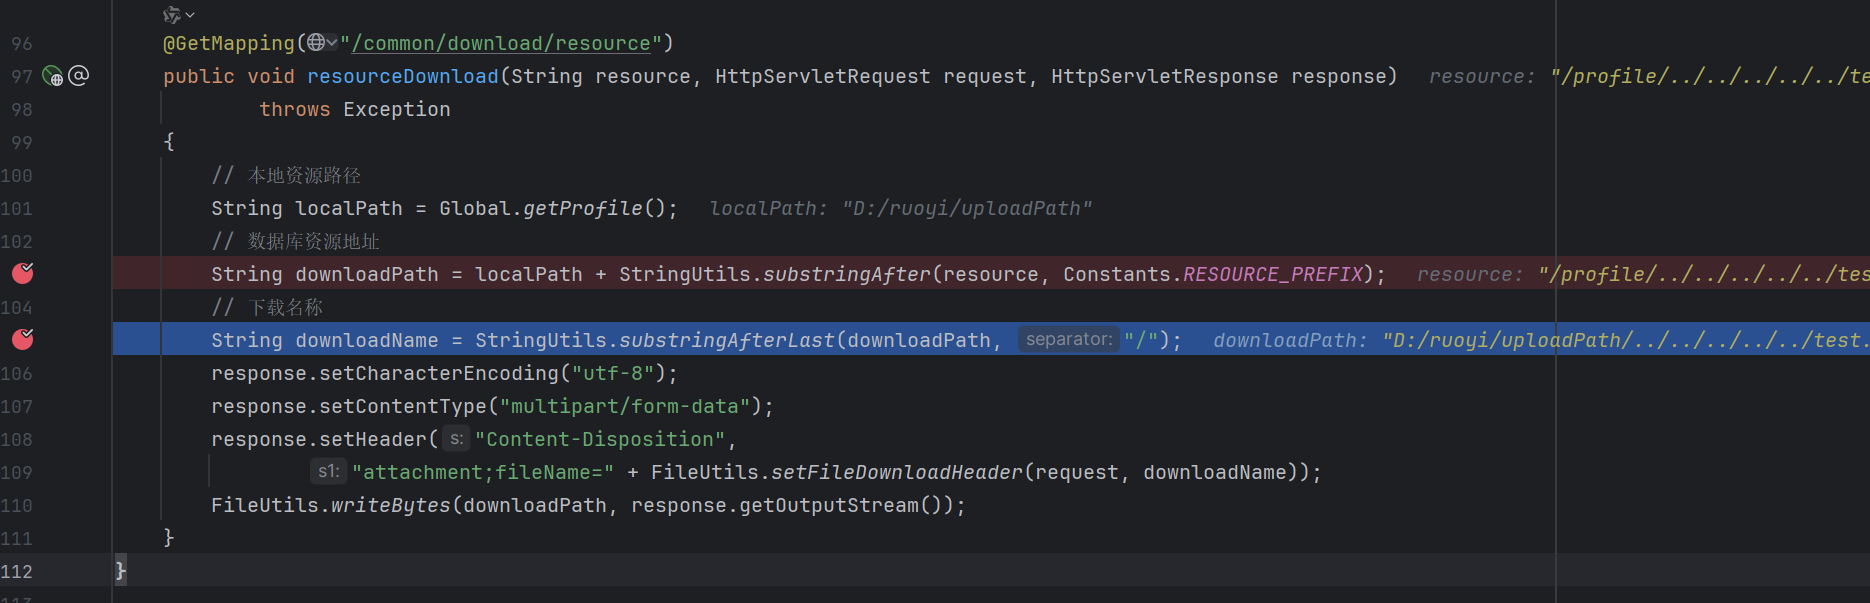 96 @GetMapping("/common/download/resource")
97 public void resourceDownload(String resource, HttpServletRequest request, HttpServletResponse response) resource: "/profile/../../../../../te
98 throws Exception
99 {
100 // 本地资源路径
101 String localPath = Global.getProfile(); localPath: "D:/ruoyi/uploadPath"
102 // 数据库资源地址
String downloadPath = localPath + StringUtils.substringAfter(resource, Constants.RESOURCE_PREFIX); resource: "/profile/../../../../../tes
104 // 下载名称
String downloadName = StringUtils.substringAfterLast(downloadPath, separator: "/"); downloadPath: "D:/ruoyi/uploadPath/../../../../../test.
106 response.setCharacterEncoding("utf-8");
107 response.setContentType("multipart/form-data");
108 response.setHeader( s: "Content-Disposition",
109 s1: "attachment;fileName=" + FileUtils.setFileDownloadHeader(request, downloadName));
110 FileUtils.writeBytes(downloadPath, response.getOutputStream());
111 }
112 }
113